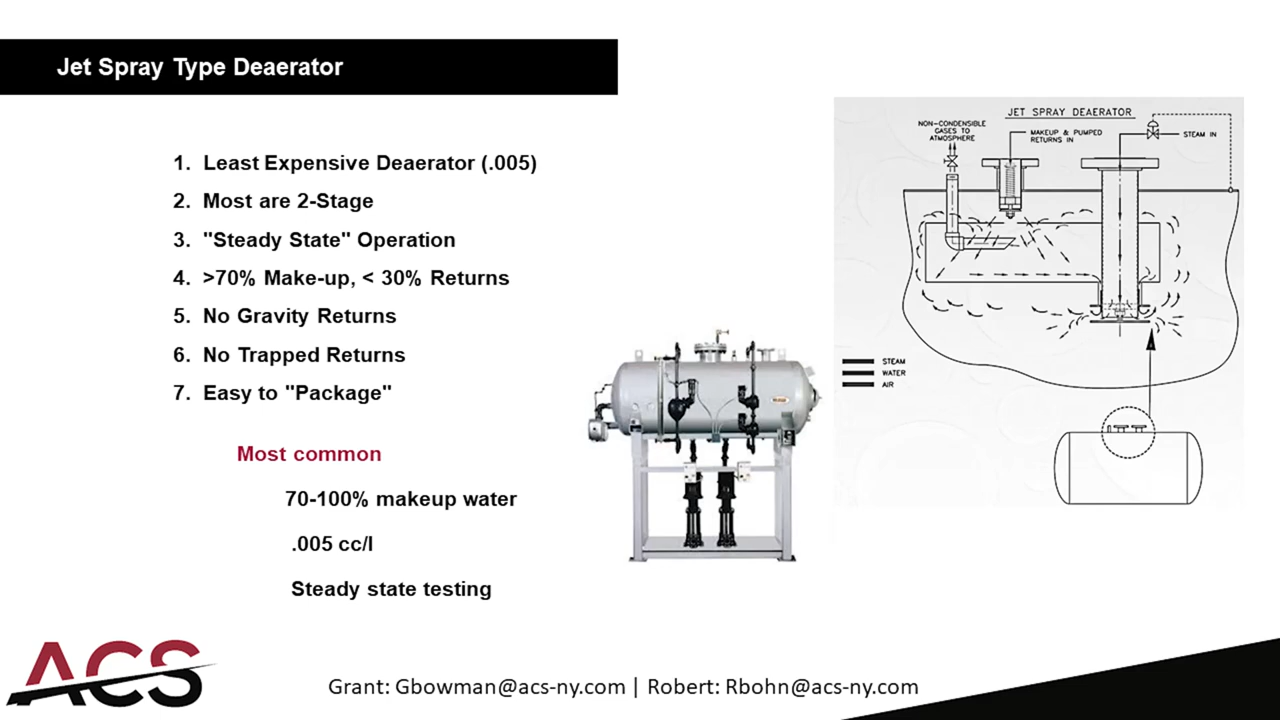 Jet Spray Type Deaerator
1. Least Expensive Deaerator (.005)
2. Most are 2-Stage
3. "Steady State" Operation
4. >70% Make-up, < 30% Returns
5. No Gravity Returns
6. No Trapped Returns
7. Easy to "Package"
Most common
70-100% makeup water
.005 cc/l
Steady state testing
JET SPRAY DEAERATOR
NON-CONDENSIBLE
GASES TO
ATMOSPHERE
MAKEUP & PUMPED
RETURNS IN
STEAM IN
STEAM
WATER
AIR
ACS
Grant: Gbowman@acs-ny.com | Robert: Rbohn@acs-ny.com